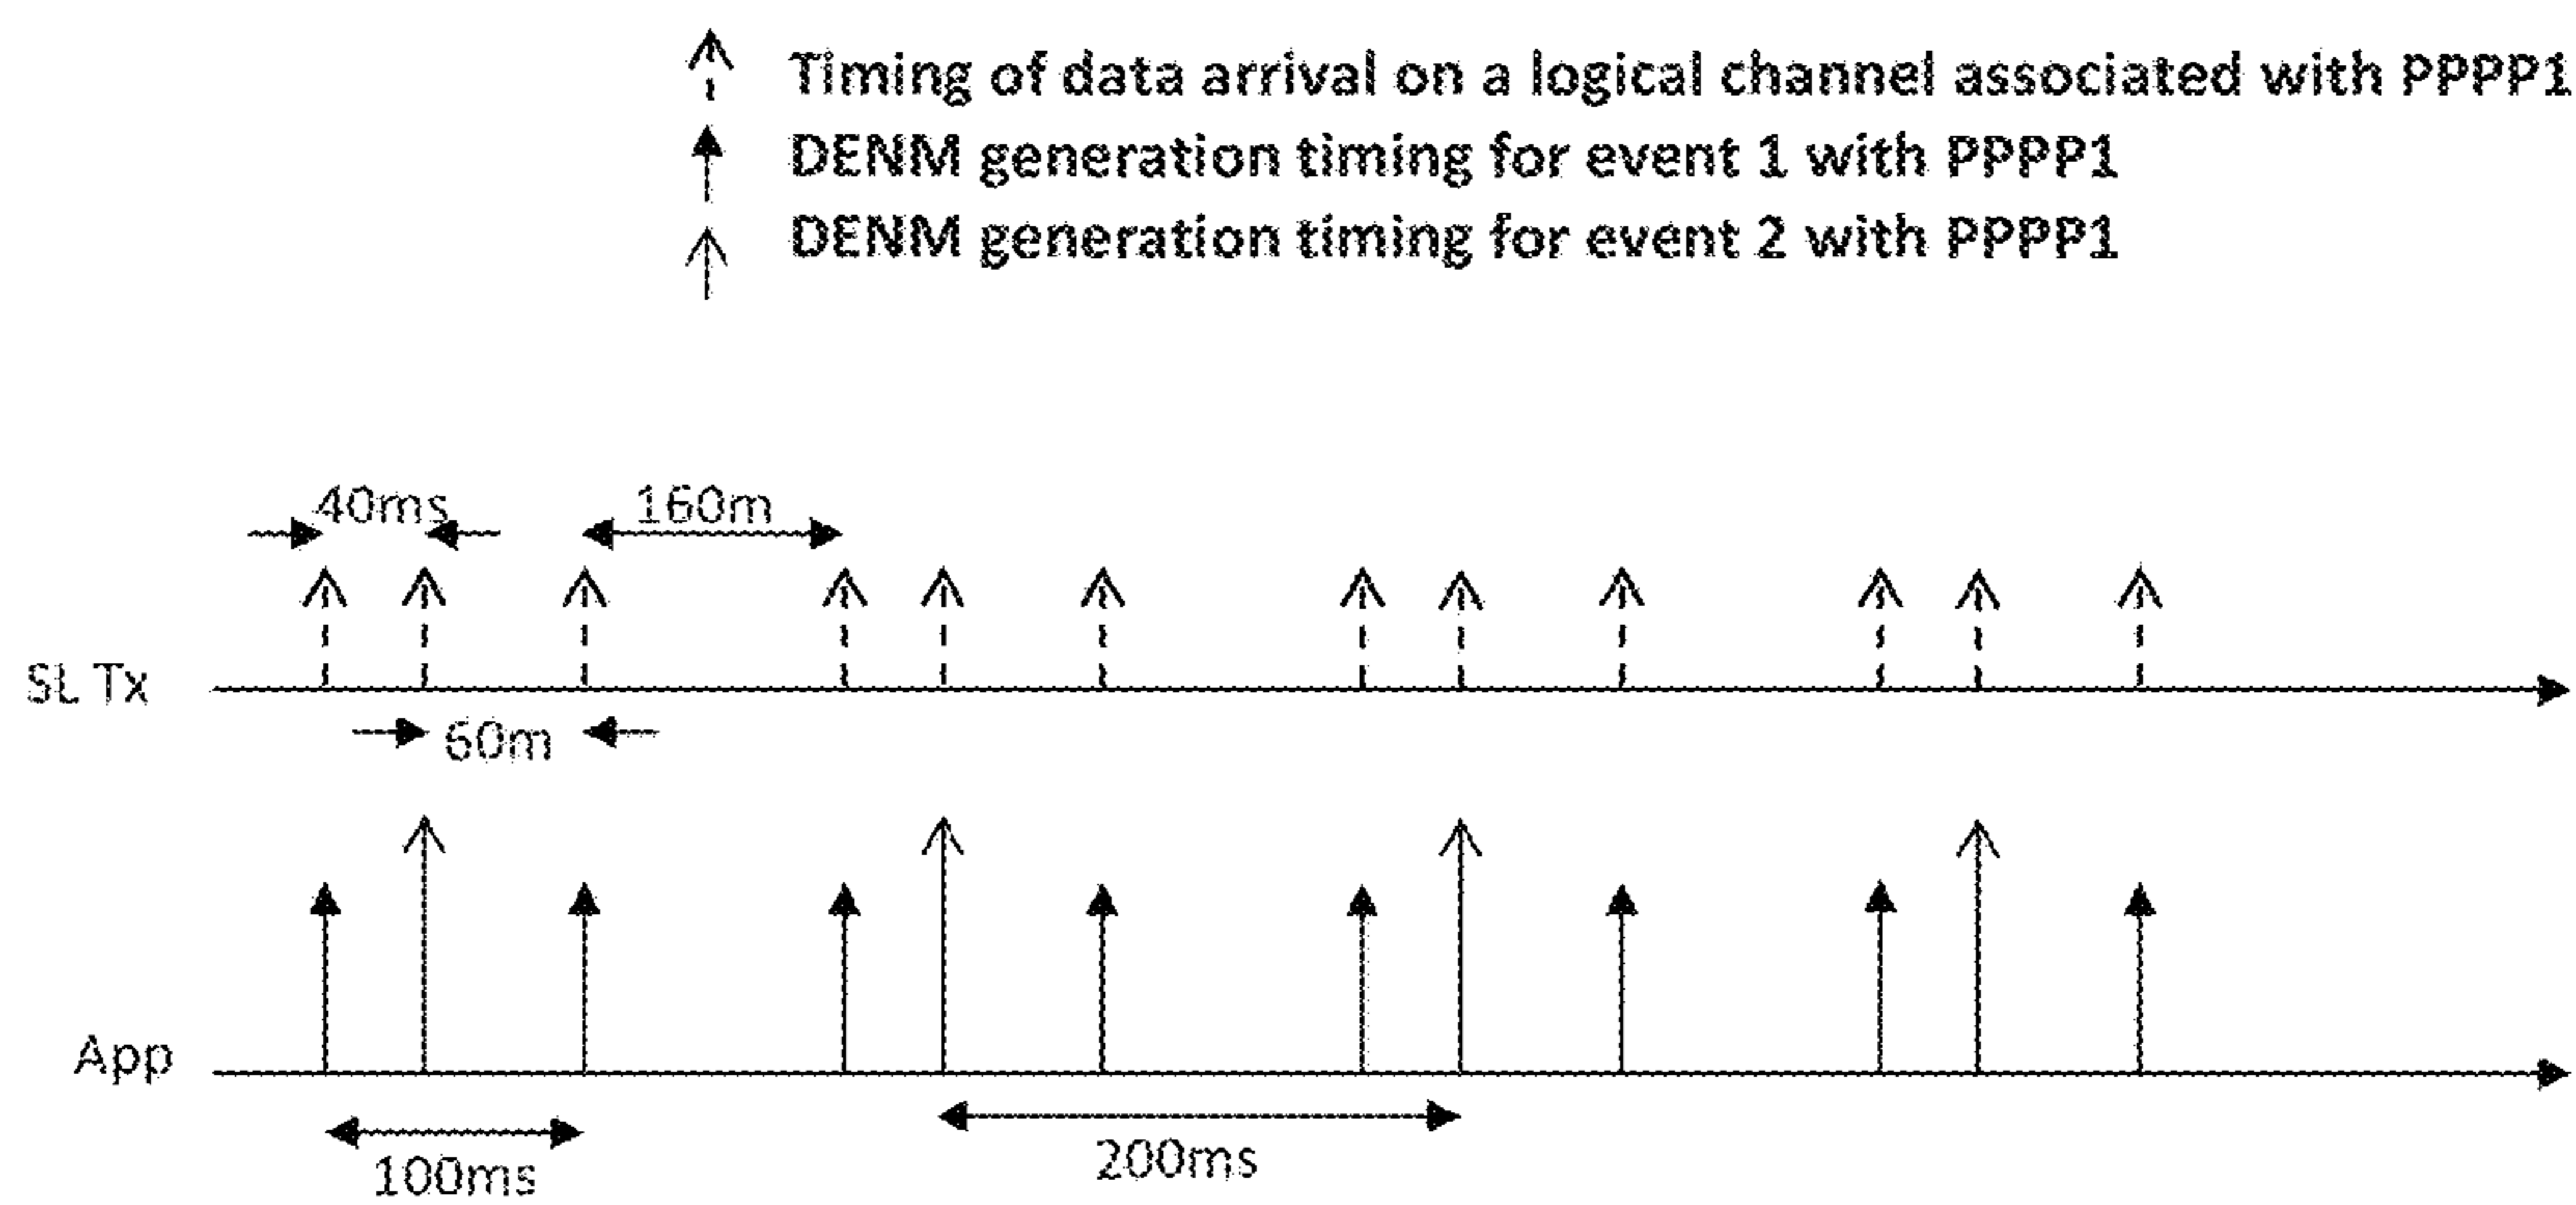 Timing of data arrival on a logical channel associated with PPPP1
DENM generation timing for event 1 with PPPP1
DENM generation timing for event 2 with PPPP1
40ms
160m
SL Tx
60m
App
100ms
200ms